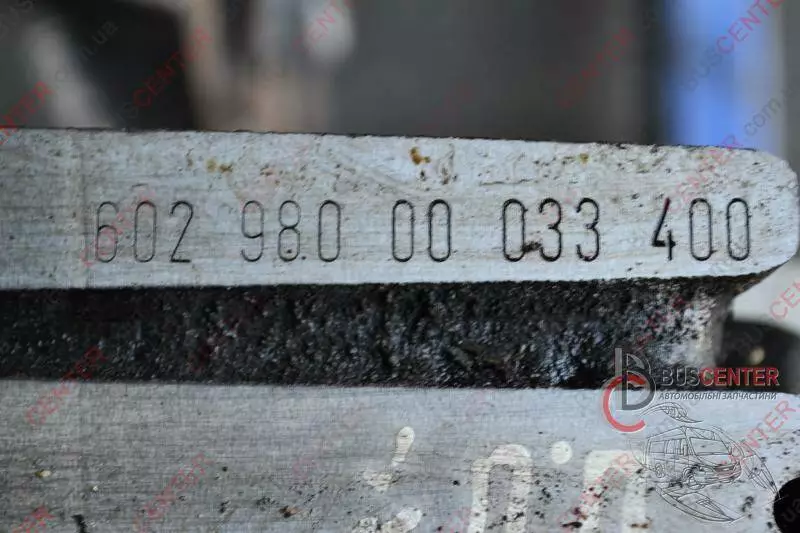 602 980 00 033 400
BUSCENTER
АВТОМОБІЛЬНІ ЗАПЧАСТИНИ